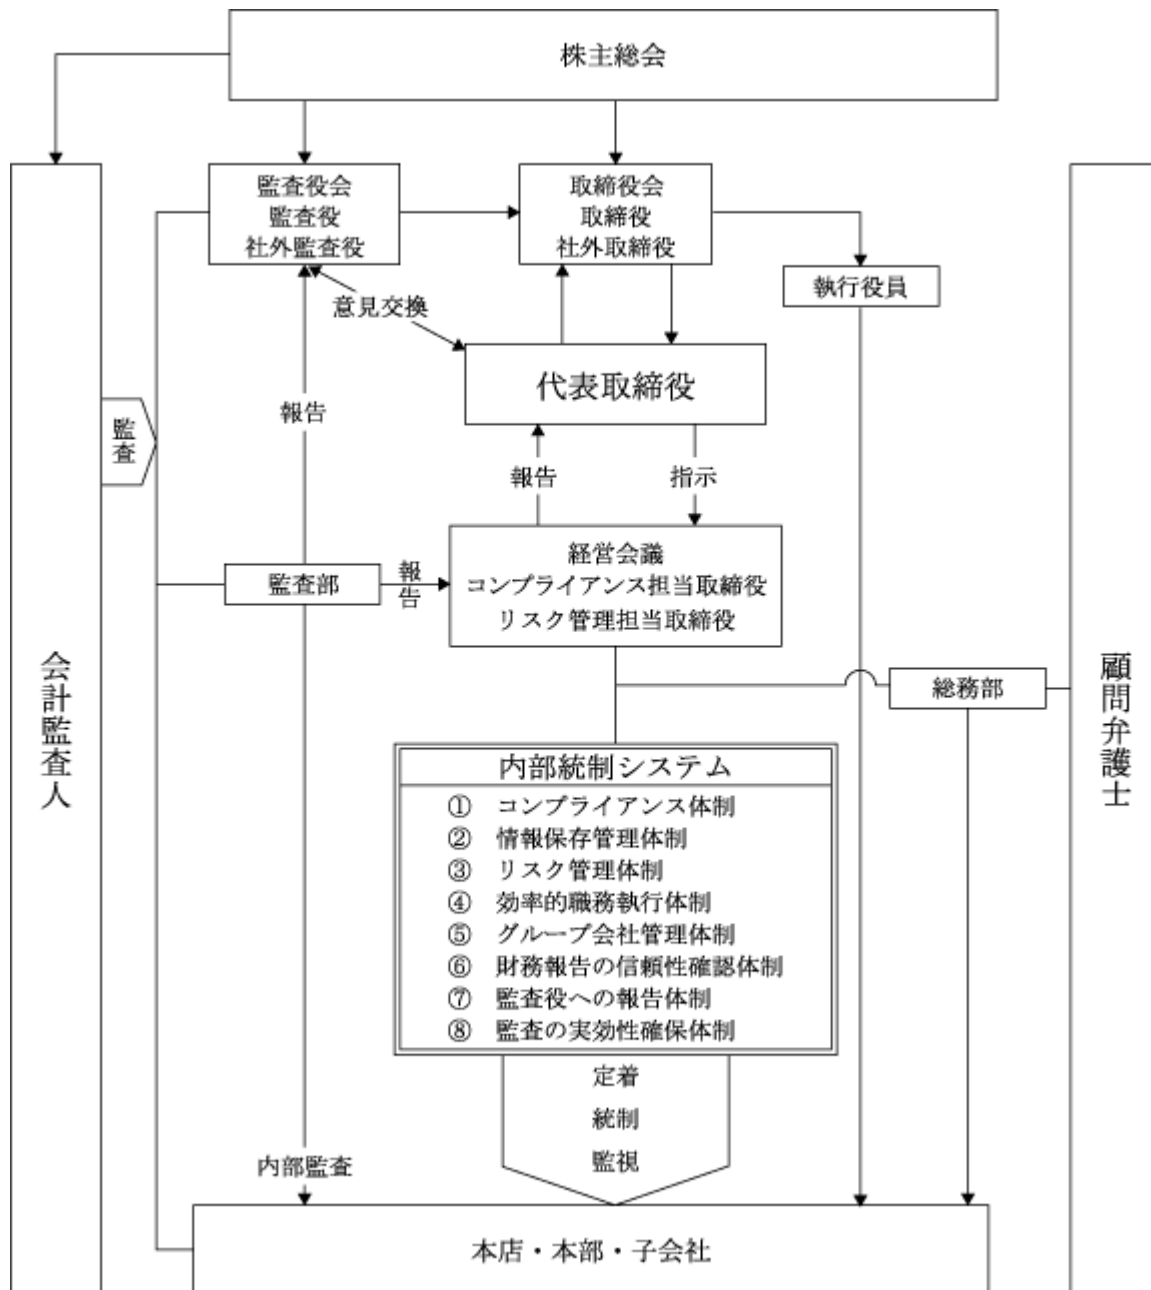 株主総会
監査役会
監査役
社外監査役
取締役会
取締役
社外取締役
執行役員
意見交換
代表取締役
監査
報告
報告
指示
経営会議
コンプライアンス担当取締役
リスク管理担当取締役
監査部
報告
会計監査人
総務部
顧問弁護士
内部統制システム
① コンプライアンス体制
② 情報保存管理体制
③ リスク管理体制
④ 効率的職務執行体制
⑤ グループ会社管理体制
⑥ 財務報告の信頼性確認体制
⑦ 監査役への報告体制
⑧ 監査の実効性確保体制
定着
統制
監視
内部監査
本店・本部・子会社